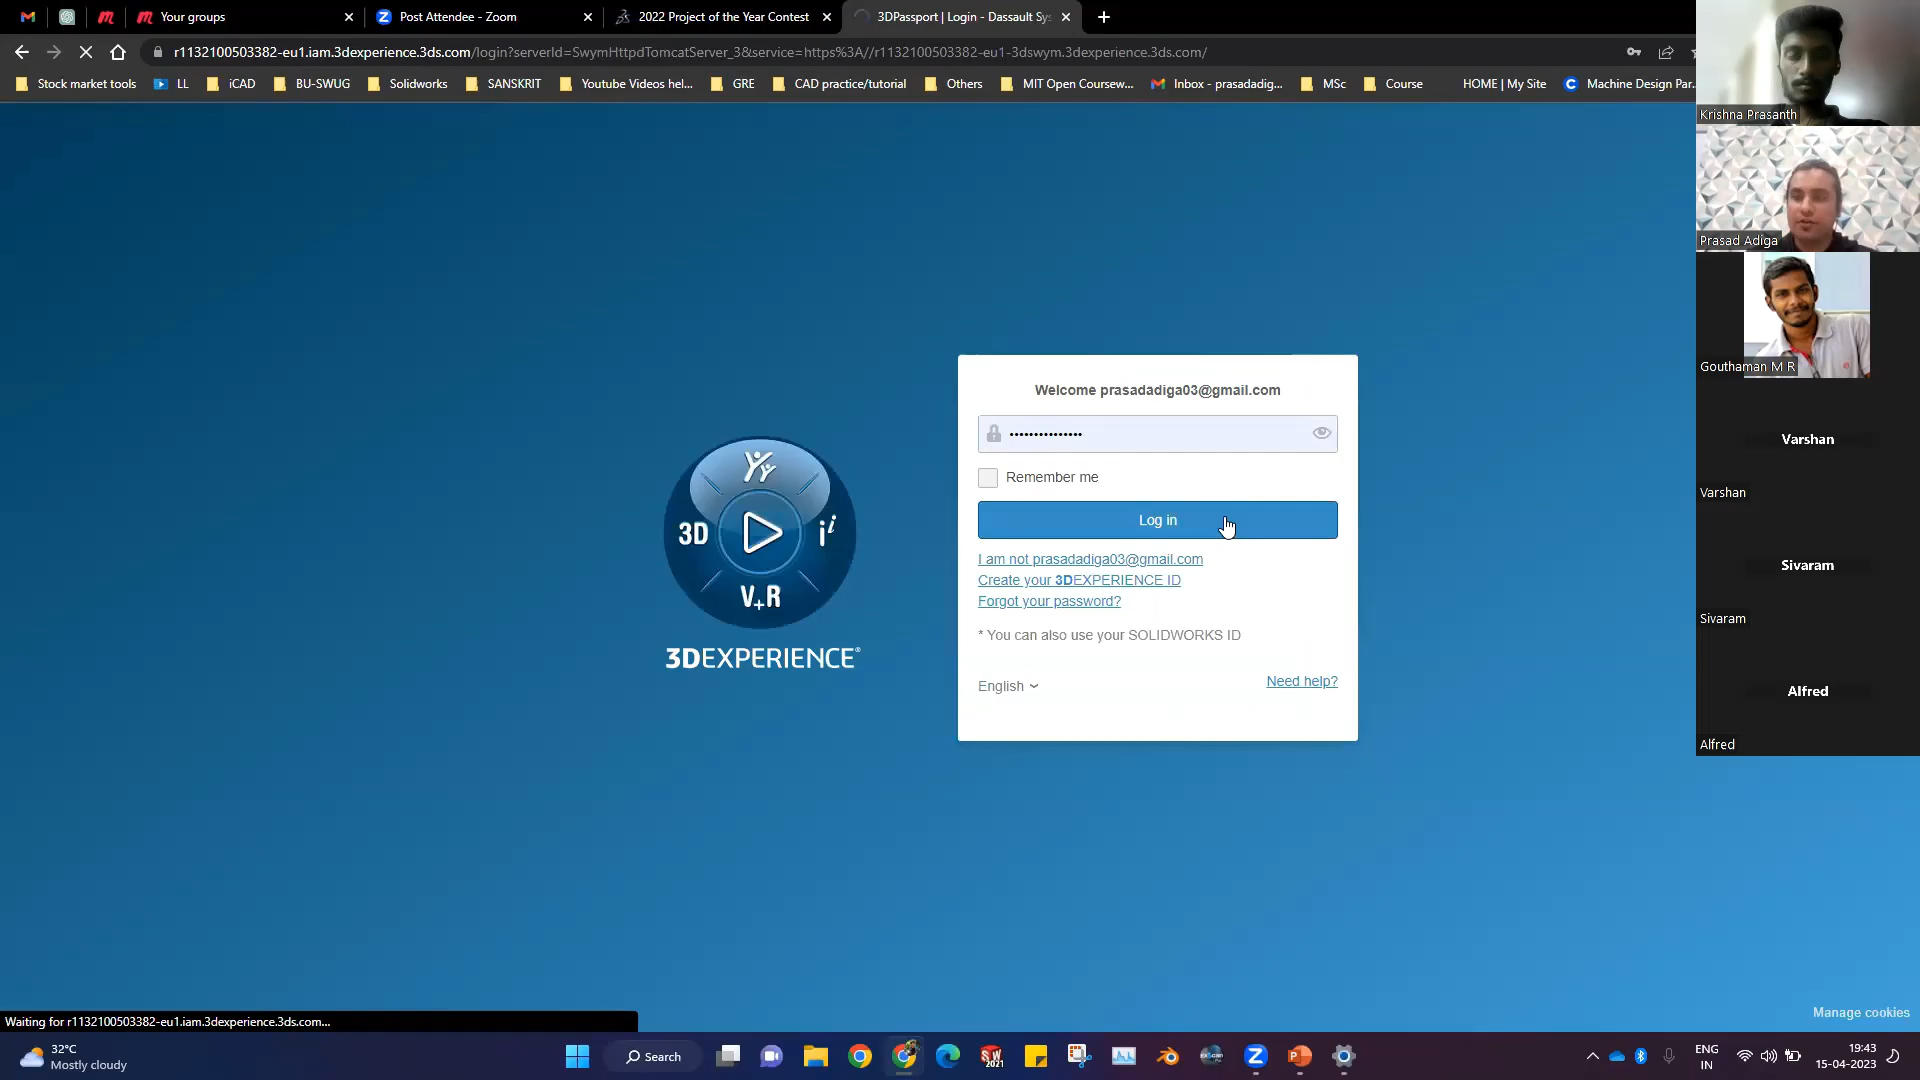 Your groups
Post Attendee - Zoom
2022 Project of the Year Contest
3DPassport | Login - Dassault Sy
r1132100503382-eu1.iam.3dexperience.3ds.com/login?serverId=SwymHttpdTomcatServer_3&service=https%3A//r1132100503382-eu1-3dswym.3dexperience.3ds.com/
Stock market tools
LL
iCAD
BU-SWUG
Solidworks
SANSKRIT
Youtube Videos hel...
GRE
CAD practice/tutorial
Others
MIT Open Coursew...
Inbox - prasadadig...
MSc
Course
HOME | My Site
Machine Design Par...
Krishna Prasanth
Prasad Adiga
Gouthaman M R
Varshan
Varshan
Sivaram
Sivaram
Alfred
Alfred
3D
V+R
3DEXPERIENCE
Welcome prasadadiga03@gmail.com
•••••••••••••••
Remember me
Log in
I am not prasadadiga03@gmail.com
Create your 3DEXPERIENCE ID
Forgot your password?
* You can also use your SOLIDWORKS ID
English
Need help?
Manage cookies
Waiting for r1132100503382-eu1.iam.3dexperience.3ds.com...
32°C
Mostly cloudy
Search
SW
2021
ENG
IN
19:43
15-04-2023